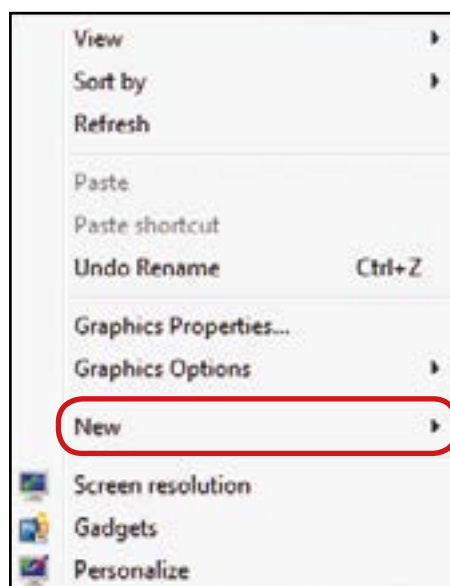 View
Sort by
Refresh
Paste
Paste shortcut
Undo Rename Ctrl+Z
Graphics Properties...
Graphics Options
New
Screen resolution
Gadgets
Personalize